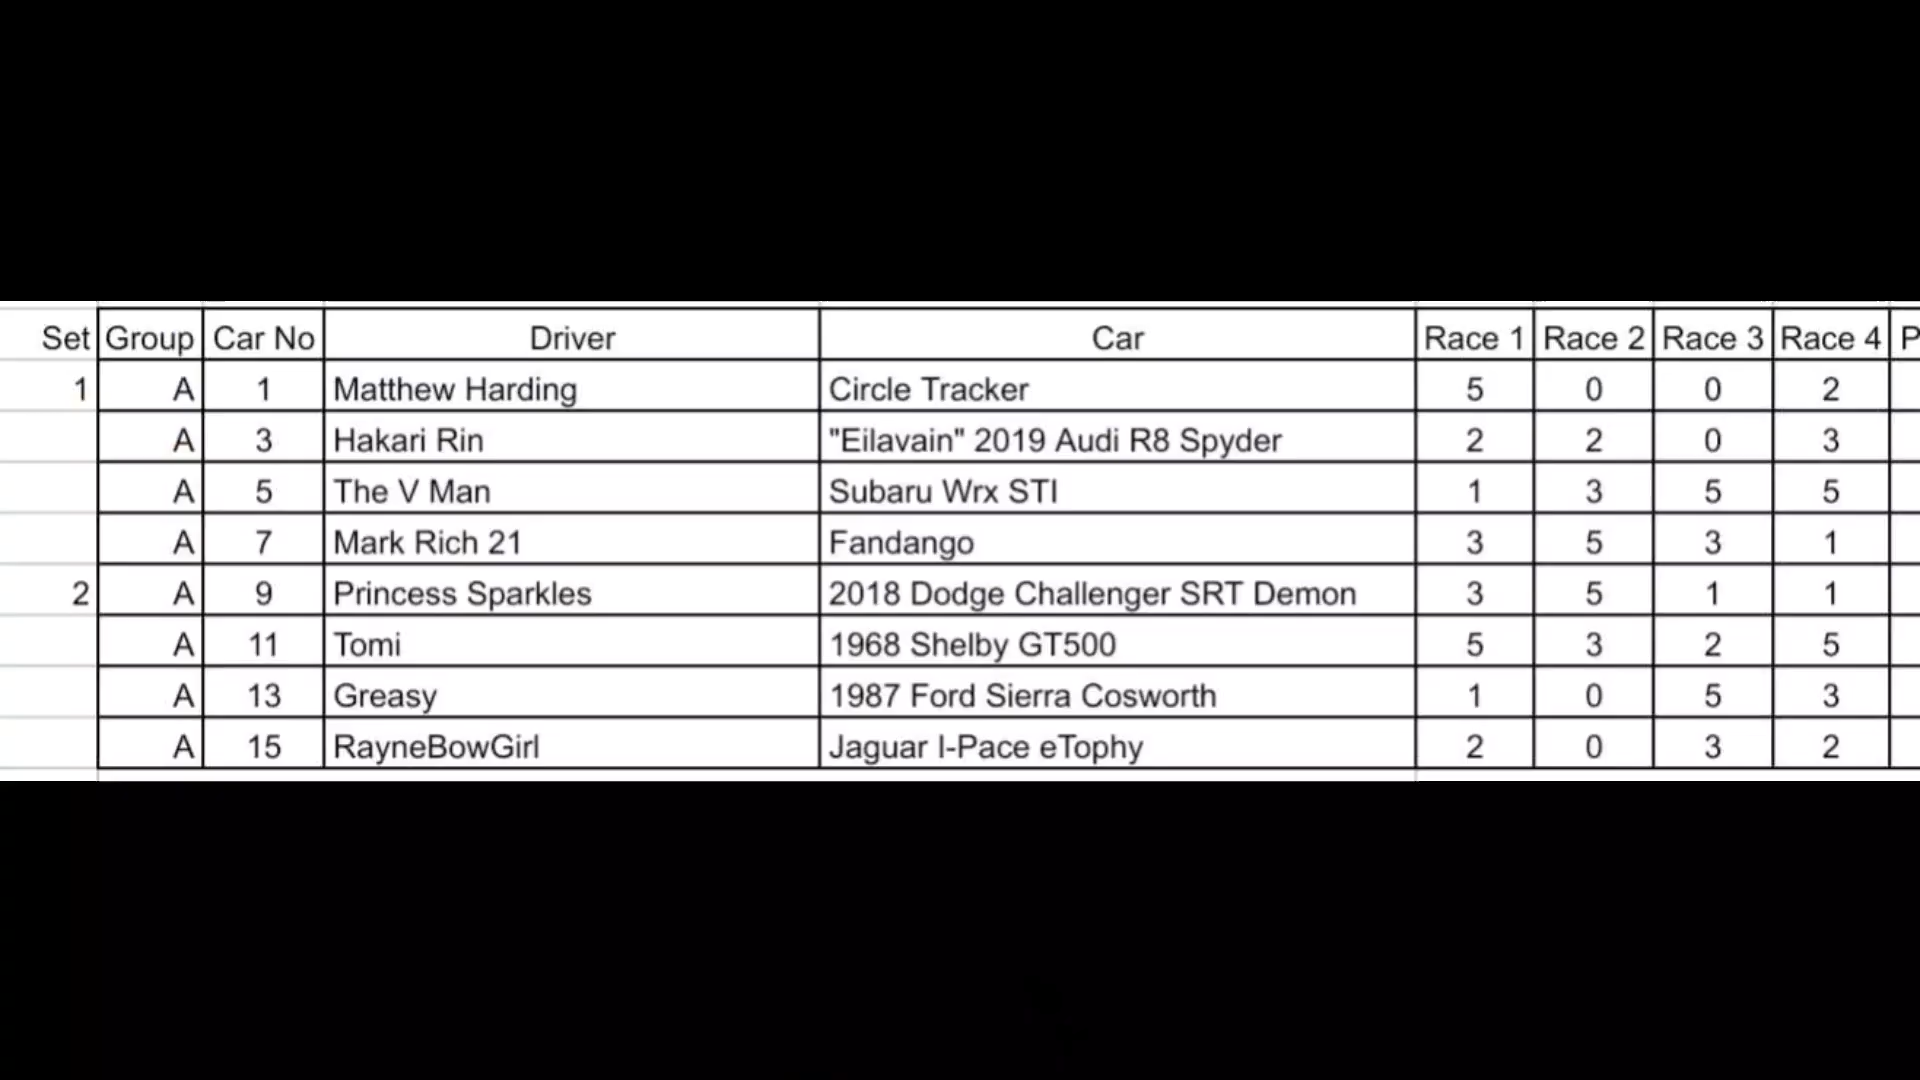 Set Group Car No Driver Car Race 1 Race 2 Race 3 Race 4 P
1 A 1 Matthew Harding Circle Tracker 5 0 0 2
A 3 Hakari Rin "Eilavain" 2019 Audi R8 Spyder 2 2 0 3
A 5 The V Man Subaru Wrx STI 1 3 5 5
A 7 Mark Rich 21 Fandango 3 5 3 1
2 A 9 Princess Sparkles 2018 Dodge Challenger SRT Demon 3 5 1 1
A 11 Tomi 1968 Shelby GT500 5 3 2 5
A 13 Greasy 1987 Ford Sierra Cosworth 1 0 5 3
A 15 RayneBowGirl Jaguar I-Pace eTophy 2 0 3 2